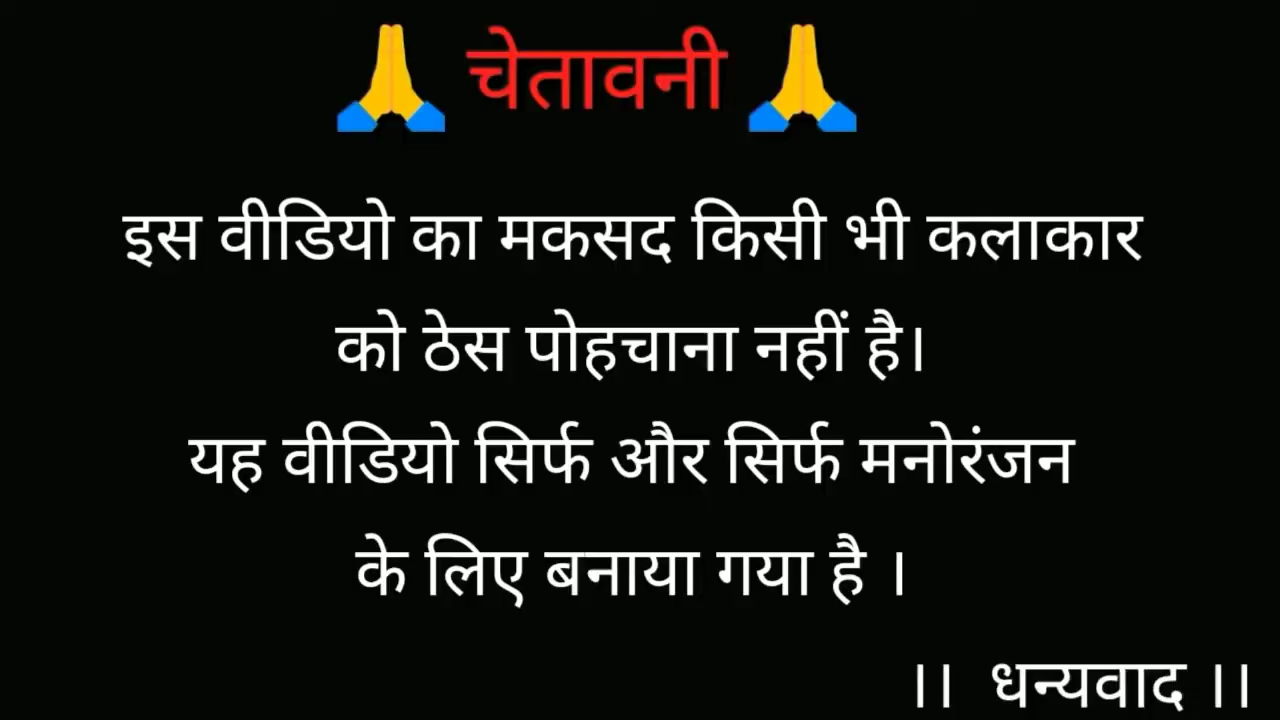 🙏 चेतावनी 🙏
इस वीडियो का मकसद किसी भी कलाकार
को ठेस पोहचाना नहीं है।
यह वीडियो सिर्फ और सिर्फ मनोरंजन
के लिए बनाया गया है ।
।। धन्यवाद ।।